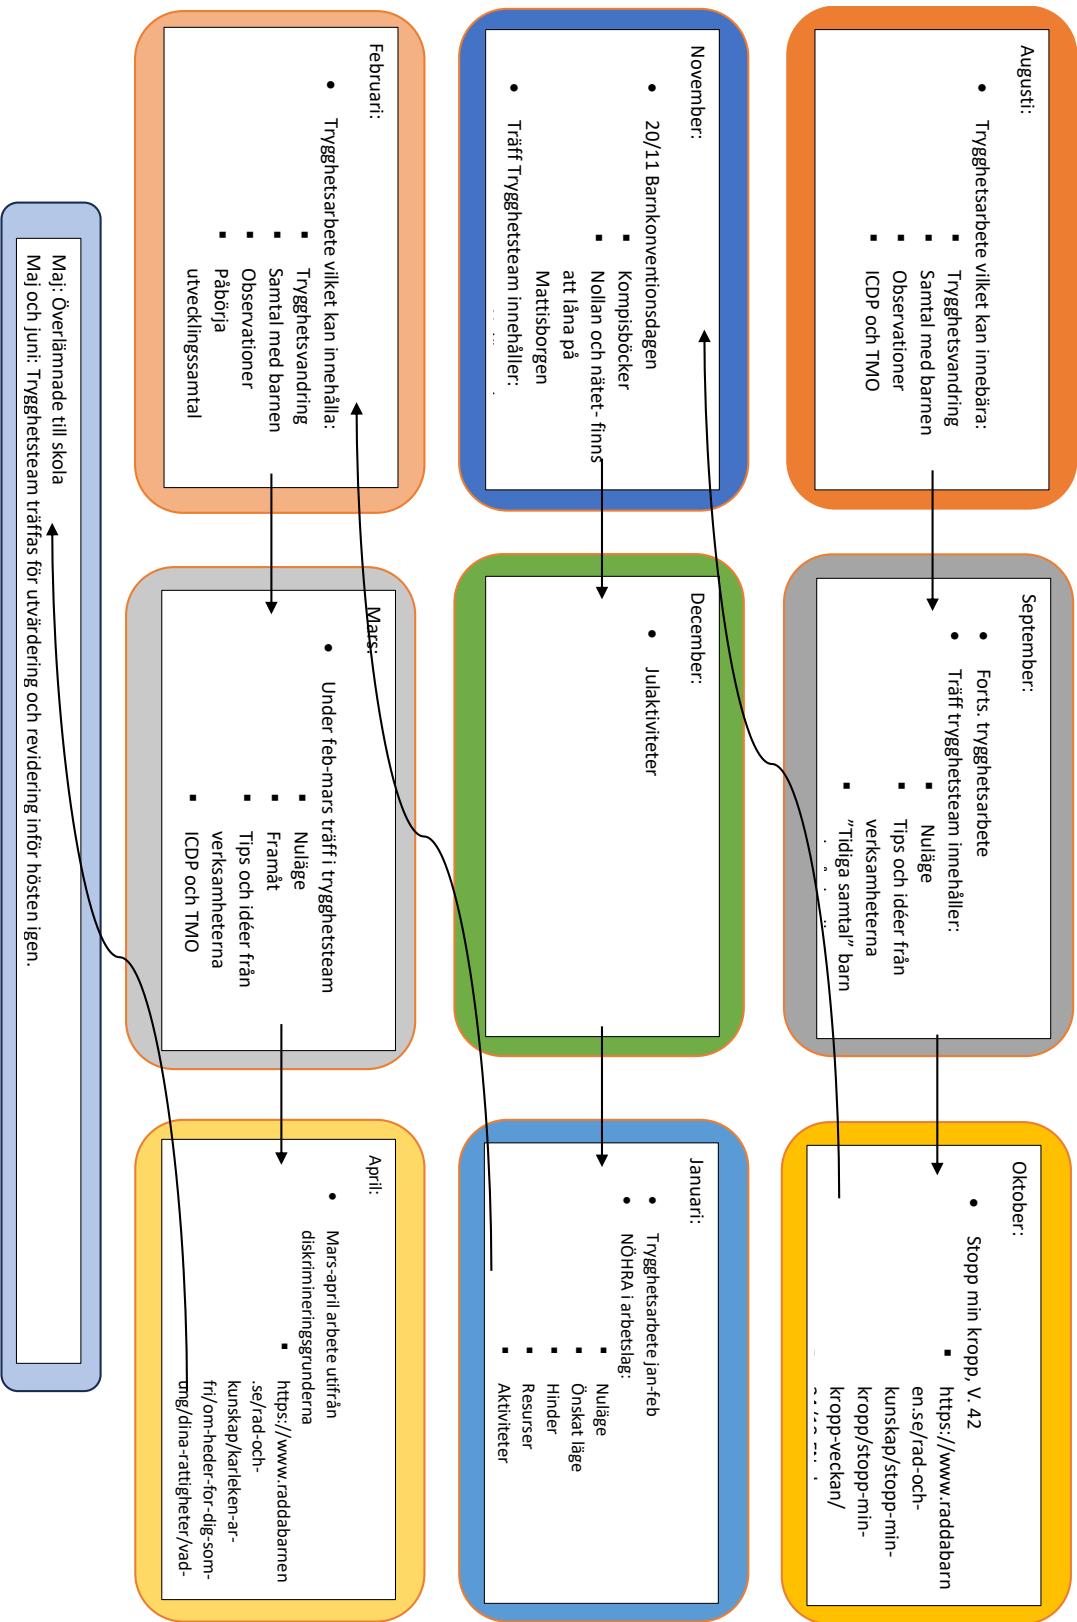 Augusti:
• Trygghetsarbete vilket kan innebära:
▪ Trygghetsvandring
▪ Samtal med barnen
▪ Observationer
▪ ICDP och TMO
September:
• Forts. trygghetsarbete
• Träff trygghetsteam innehåller:
▪ Nuläge
▪ Tips och idéer från
verksamheterna
▪ ”Tidiga samtal” barn
Oktober:
• Stopp min kropp, V. 42
▪ https://www.raddabarn
en.se/rad-och-
kunskap/stopp-min-
kropp/stopp-min-
kropp-veckan/
November:
• 20/11 Barnkonventionsdagen
▪ Kompisböcker
▪ Nollan och nätet- finns
att låna på
Mattisborgen
• Träff Trygghetsteam innehåller:
December:
• Julaktiviteter
Januari:
• Trygghetsarbete jan-feb
• NÖHRA i arbetslag:
▪ Nuläge
▪ Önskat läge
▪ Hinder
▪ Resurser
▪ Aktiviteter
Februari:
• Trygghetsarbete vilket kan innehålla:
▪ Trygghetsvandring
▪ Samtal med barnen
▪ Observationer
▪ Påbörja
utvecklingssamtal
Mars:
• Under feb-mars träff i trygghetsteam
▪ Nuläge
▪ Framåt
▪ Tips och idéer från
verksamheterna
▪ ICDP och TMO
April:
• Mars-april arbete utifrån
diskrimineringsgrunderna
▪ https://www.raddabarnen
.se/rad-och-
kunskap/karleken-ar-
fri/om-heder-for-dig-som-
ung/dina-rattigheter/vad-
Maj: Överlämnade till skola
Maj och juni: Trygghetsteam träffas för utvärdering och revidering inför hösten igen.